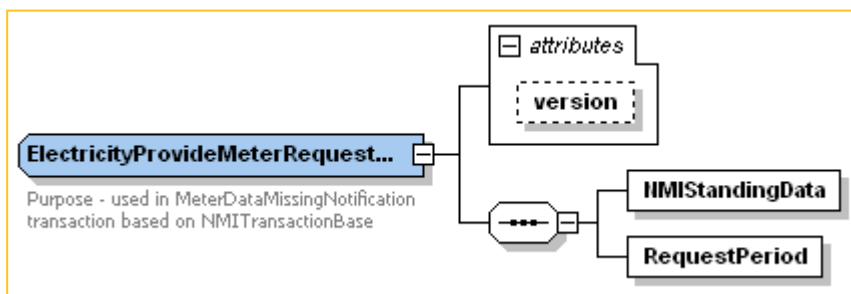 attributes
version
ElectricityProvideMeterRequest...
Purpose - used in MeterDataMissingNotification
transaction based on NMITransactionBase
NMIStandingData
RequestPeriod